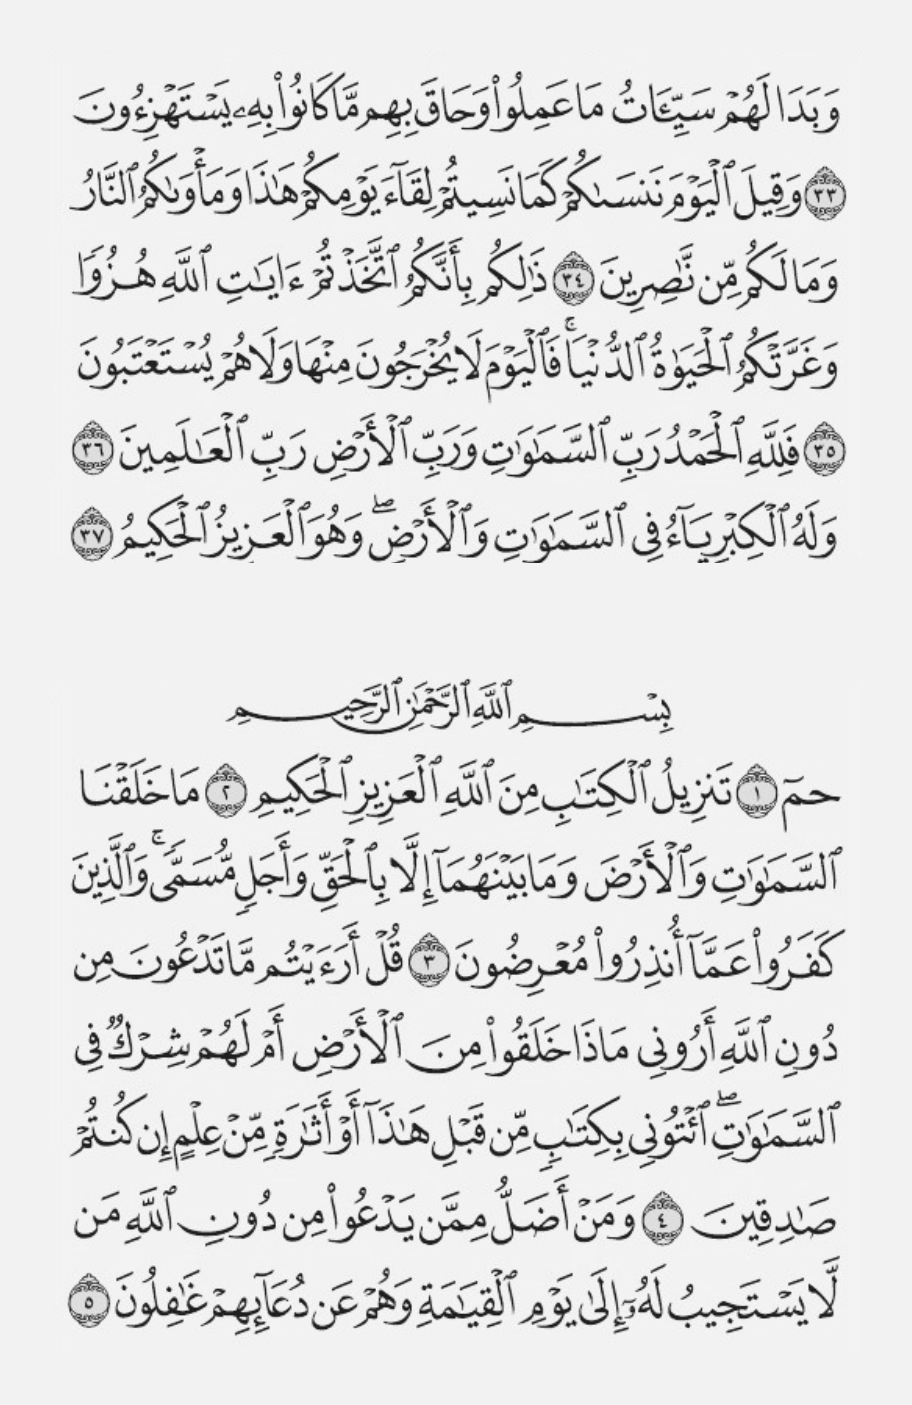 وَبَدَا لَهُمْ سَيِّـَٔاتُ مَا عَمِلُوا۟ وَحَاقَ بِهِم مَّا كَانُوا۟ بِهِۦ يَسْتَهْزِءُونَ
٣٣ وَقِيلَ ٱلْيَوْمَ نَنسَىٰكُمْ كَمَا نَسِيتُمْ لِقَآءَ يَوْمِكُمْ هَٰذَا وَمَأْوَىٰكُمُ ٱلنَّارُ
وَمَا لَكُم مِّن نَّٰصِرِينَ ٣٤ ذَٰلِكُم بِأَنَّكُمُ ٱتَّخَذْتُمْ ءَايَٰتِ ٱللَّهِ هُزُوًا
وَغَرَّتْكُمُ ٱلْحَيَوٰةُ ٱلدُّنْيَا ۚ فَٱلْيَوْمَ لَا يُخْرَجُونَ مِنْهَا وَلَا هُمْ يُسْتَعْتَبُونَ
٣٥ فَلِلَّهِ ٱلْحَمْدُ رَبِّ ٱلسَّمَٰوَٰتِ وَرَبِّ ٱلْأَرْضِ رَبِّ ٱلْعَٰلَمِينَ ٣٦
وَلَهُ ٱلْكِبْرِيَآءُ فِى ٱلسَّمَٰوَٰتِ وَٱلْأَرْضِ ۖ وَهُوَ ٱلْعَزِيزُ ٱلْحَكِيمُ ٣٧
بِسْمِ ٱللَّهِ ٱلرَّحْمَٰنِ ٱلرَّحِيمِ
حمٓ ١ تَنزِيلُ ٱلْكِتَٰبِ مِنَ ٱللَّهِ ٱلْعَزِيزِ ٱلْحَكِيمِ ٢ مَا خَلَقْنَا
ٱلسَّمَٰوَٰتِ وَٱلْأَرْضَ وَمَا بَيْنَهُمَآ إِلَّا بِٱلْحَقِّ وَأَجَلٍ مُّسَمًّى ۚ وَٱلَّذِينَ
كَفَرُوا۟ عَمَّآ أُنذِرُوا۟ مُعْرِضُونَ ٣ قُلْ أَرَءَيْتُم مَّا تَدْعُونَ مِن
دُونِ ٱللَّهِ أَرُونِى مَاذَا خَلَقُوا۟ مِنَ ٱلْأَرْضِ أَمْ لَهُمْ شِرْكٌ فِى
ٱلسَّمَٰوَٰتِ ۖ ٱئْتُونِى بِكِتَٰبٍ مِّن قَبْلِ هَٰذَآ أَوْ أَثَٰرَةٍ مِّنْ عِلْمٍ إِن كُنتُمْ
صَٰدِقِينَ ٤ وَمَنْ أَضَلُّ مِمَّن يَدْعُوا۟ مِن دُونِ ٱللَّهِ مَن
لَّا يَسْتَجِيبُ لَهُۥٓ إِلَىٰ يَوْمِ ٱلْقِيَٰمَةِ وَهُمْ عَن دُعَآئِهِمْ غَٰفِلُونَ ٥